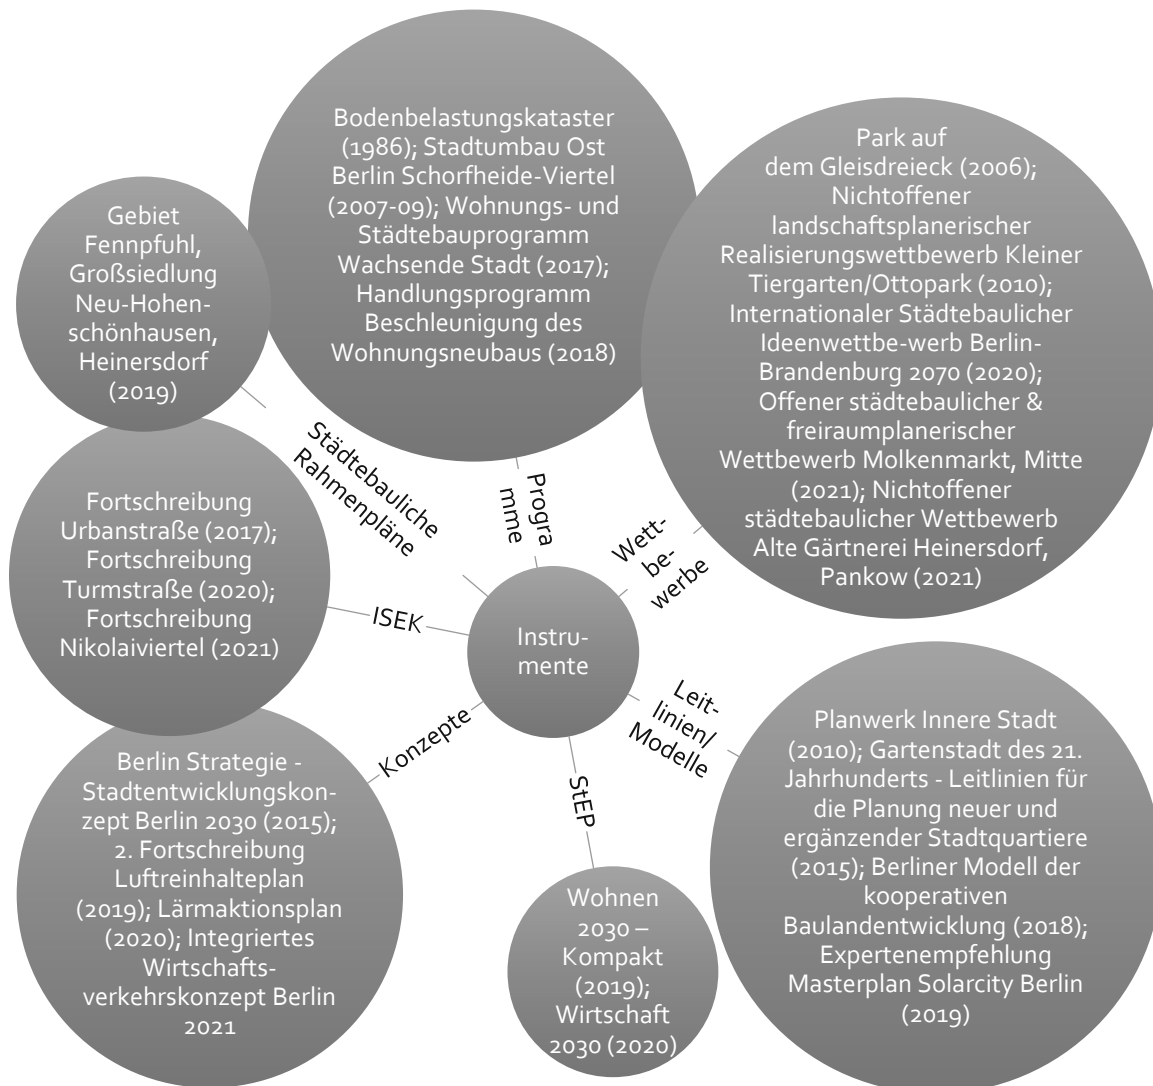 Bodenbelastungskataster
(1986); Stadtumbau Ost
Berlin Schorfheide-Viertel
(2007-09); Wohnungs- und
Städtebauprogramm
Wachsende Stadt (2017);
Handlungsprogramm
Beschleunigung des
Wohnungsneubaus (2018)
Park auf
dem Gleisdreieck (2006);
Nichtoffener
landschaftsplanerischer
Realisierungswettbewerb Kleiner
Tiergarten/Ottopark (2010);
Internationaler Städtebaulicher
Ideenwettbe-werb Berlin-
Brandenburg 2070 (2020);
Offener städtebaulicher &
freiraumplanerischer
Wettbewerb Molkenmarkt, Mitte
(2021); Nichtoffener
städtebaulicher Wettbewerb
Alte Gärtnerei Heinersdorf,
Pankow (2021)
Gebiet
Fennpfuhl,
Großsiedlung
Neu-Hohen-
schönhausen,
Heinersdorf
(2019)
Städtebauliche
Rahmenpläne
Progra
mme
Wett-
be-
werbe
Fortschreibung
Urbanstraße (2017);
Fortschreibung
Turmstraße (2020);
Fortschreibung
Nikolaiviertel (2021)
ISEK
Instru-
mente
Konzepte
StEP
Leit-
linien/
Modelle
Berlin Strategie -
Stadtentwicklungskon-
zept Berlin 2030 (2015);
2. Fortschreibung
Luftreinhalteplan
(2019); Lärmaktionsplan
(2020); Integriertes
Wirtschafts-
verkehrskonzept Berlin
2021
Wohnen
2030 –
Kompakt
(2019);
Wirtschaft
2030 (2020)
Planwerk Innere Stadt
(2010); Gartenstadt des 21.
Jahrhunderts - Leitlinien für
die Planung neuer und
ergänzender Stadtquartiere
(2015); Berliner Modell der
kooperativen
Baulandentwicklung (2018);
Expertenempfehlung
Masterplan Solarcity Berlin
(2019)